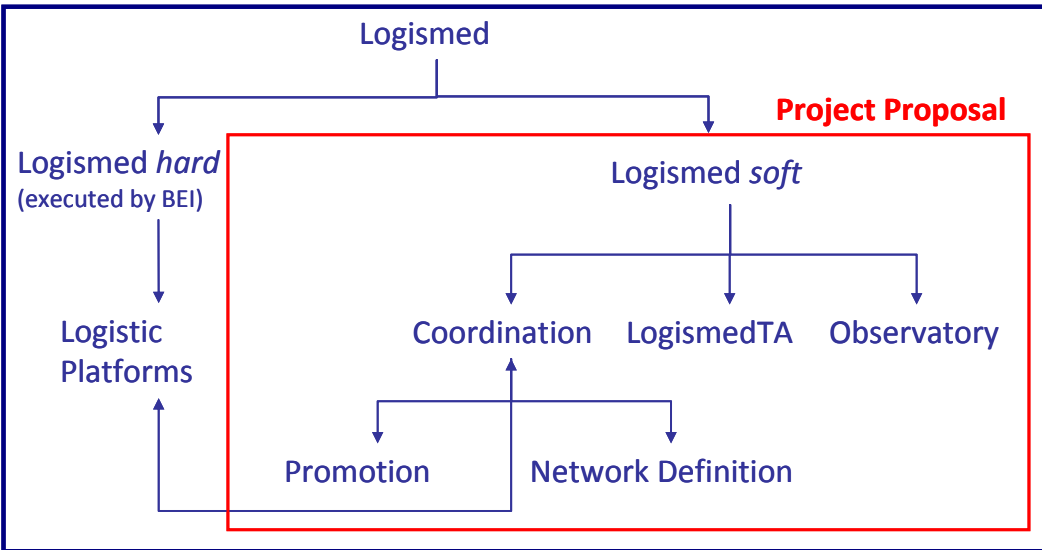 Logismed
Project Proposal
Logismed hard
(executed by BEI)
Logismed soft
Logistic
Platforms
Coordination
LogismedTA
Observatory
Promotion
Network Definition